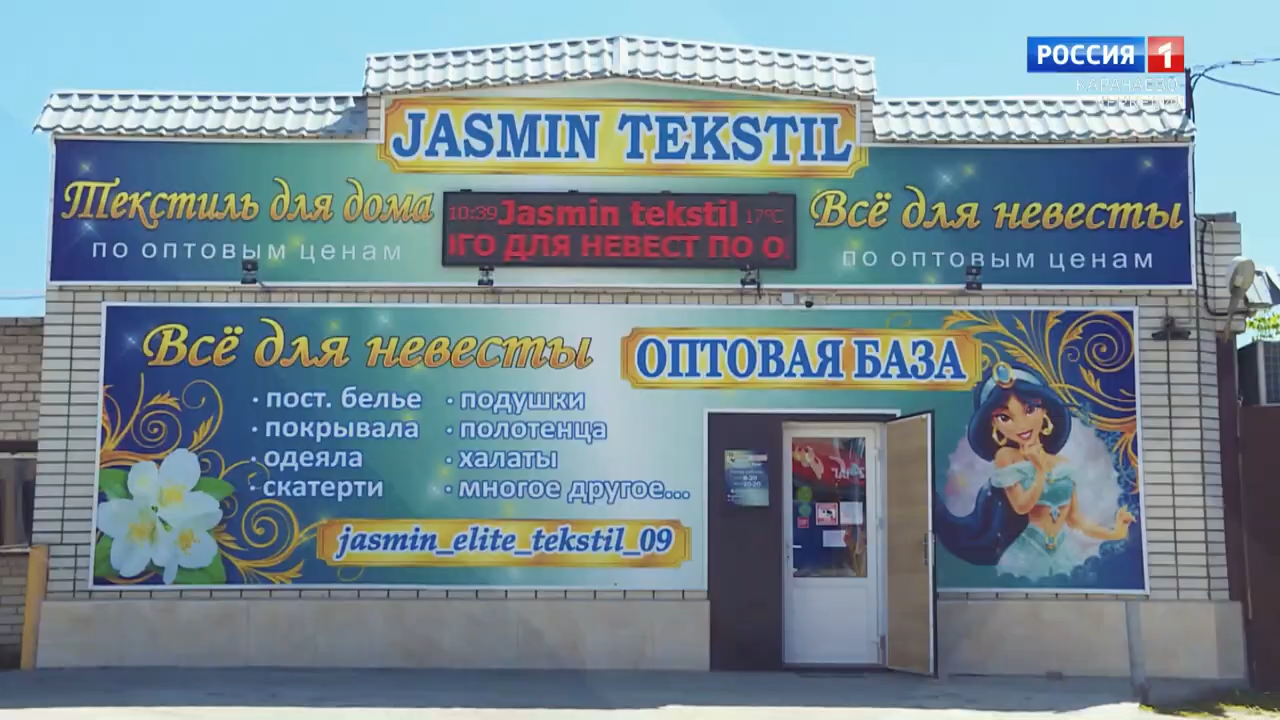 РОССИЯ 1
КАРАЧАЕВО
JASMIN TEKSTIL
Текстиль для дома
по оптовым ценам
10:39 Jasmin tekstil 17°C
ГО ДЛЯ НЕВЕСТ ПО О
Всё для невесты
по оптовым ценам
Всё для невесты
ОПТОВАЯ БАЗА
· пост. белье
· покрывала
· одеяла
· скатерти
· подушки
· полотенца
· халаты
· многое другое...
jasmin_elite_tekstil_09